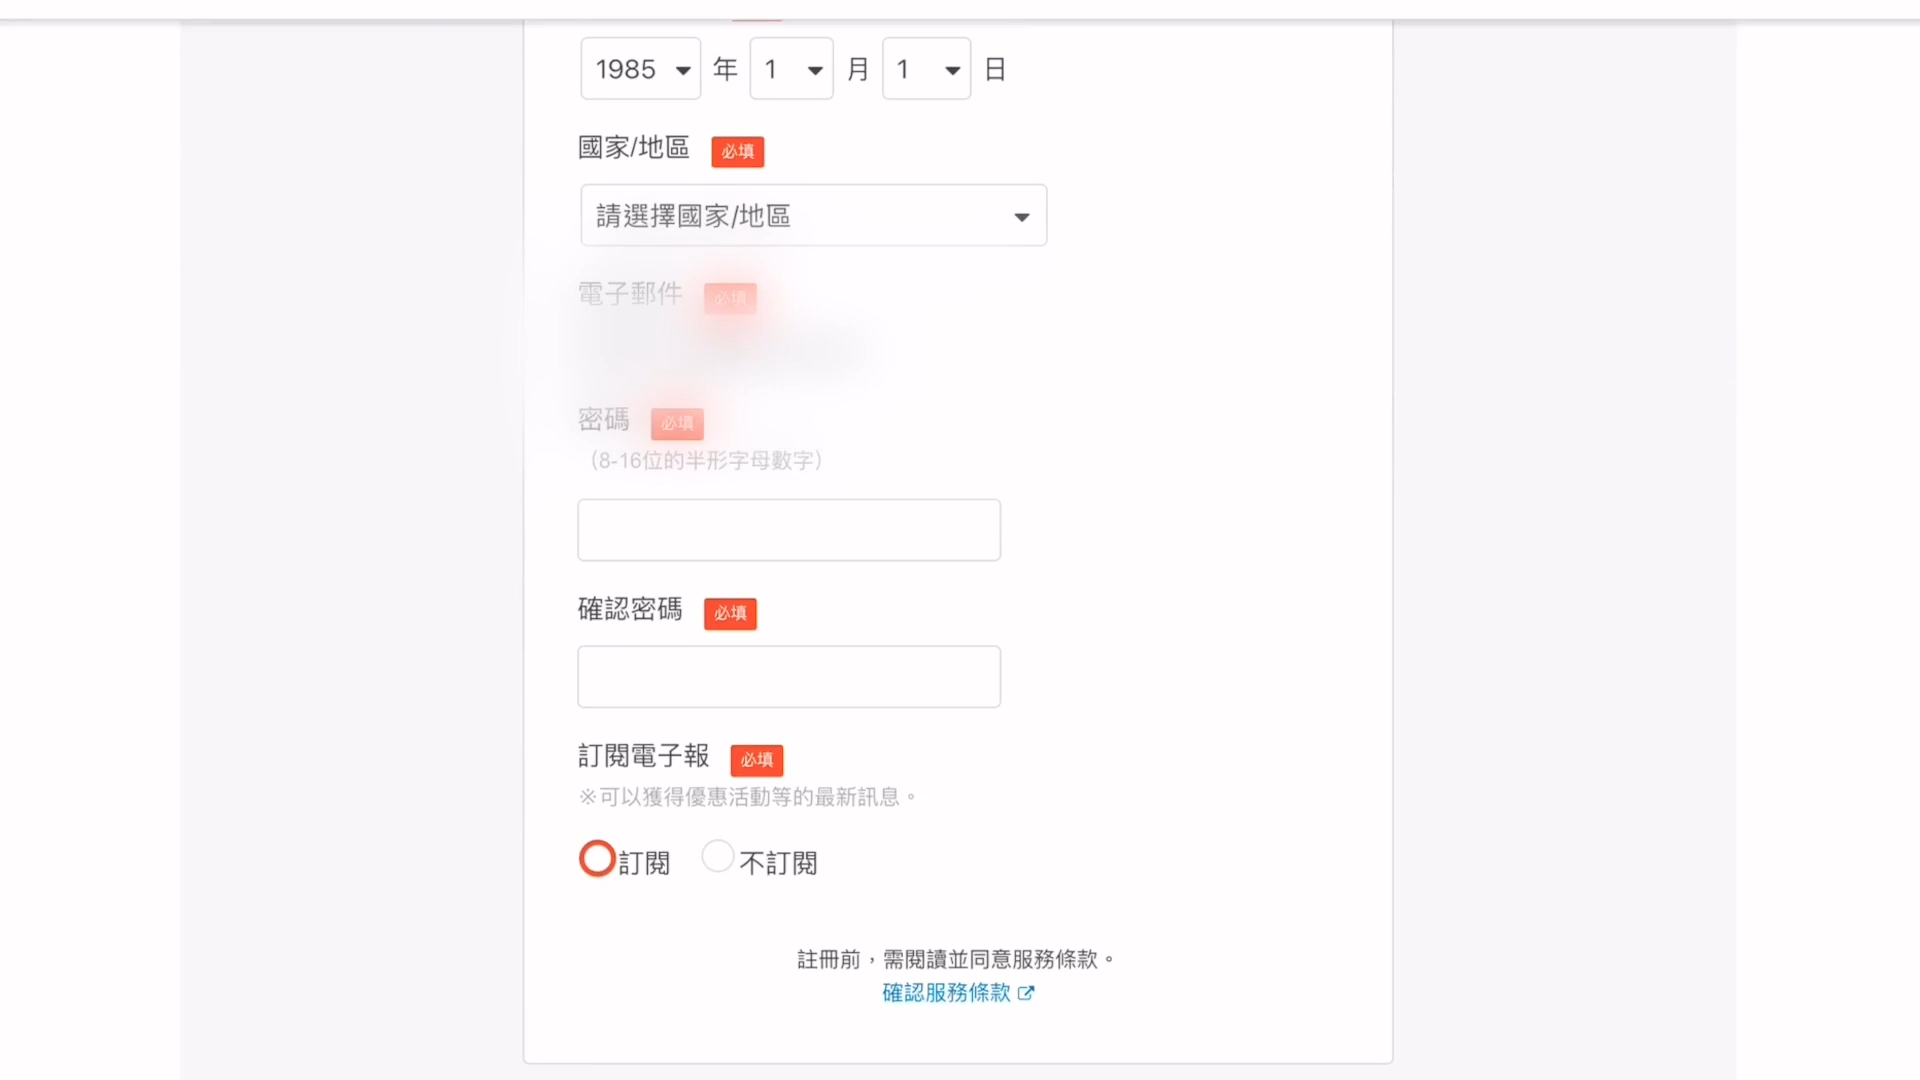 1985 年 1 月 1 日
國家/地區 必填
請選擇國家/地區
電子郵件 必填
密碼 必填
（8-16位的半形字母數字）
確認密碼 必填
訂閱電子報 必填
※可以獲得優惠活動等的最新訊息。
訂閱 不訂閱
註冊前，需閱讀並同意服務條款。
確認服務條款